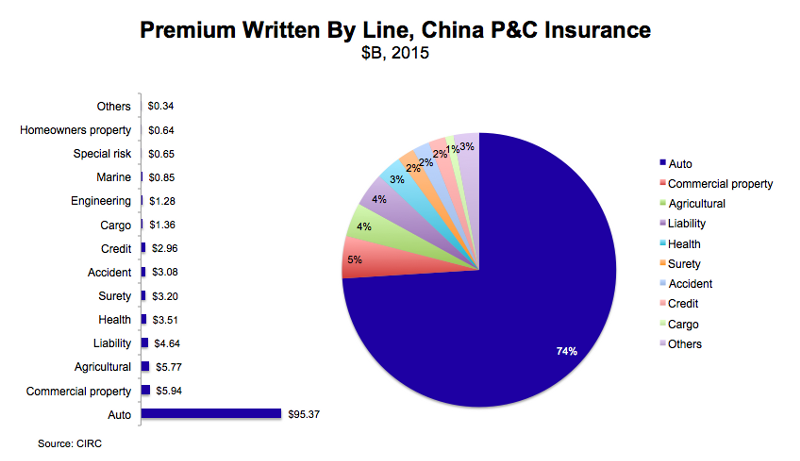 Premium Written By Line, China P&C Insurance
$B, 2015
Others $0.34
Homeowners property $0.64
Special risk $0.65
Marine $0.85
Engineering $1.28
Cargo $1.36
Credit $2.96
Accident $3.08
Surety $3.20
Health $3.51
Liability $4.64
Agricultural $5.77
Commercial property $5.94
Auto $95.37
Source: CIRC
74%
5%
4%
4%
3%
2%
2%
2%
1%
3%
Auto
Commercial property
Agricultural
Liability
Health
Surety
Accident
Credit
Cargo
Others